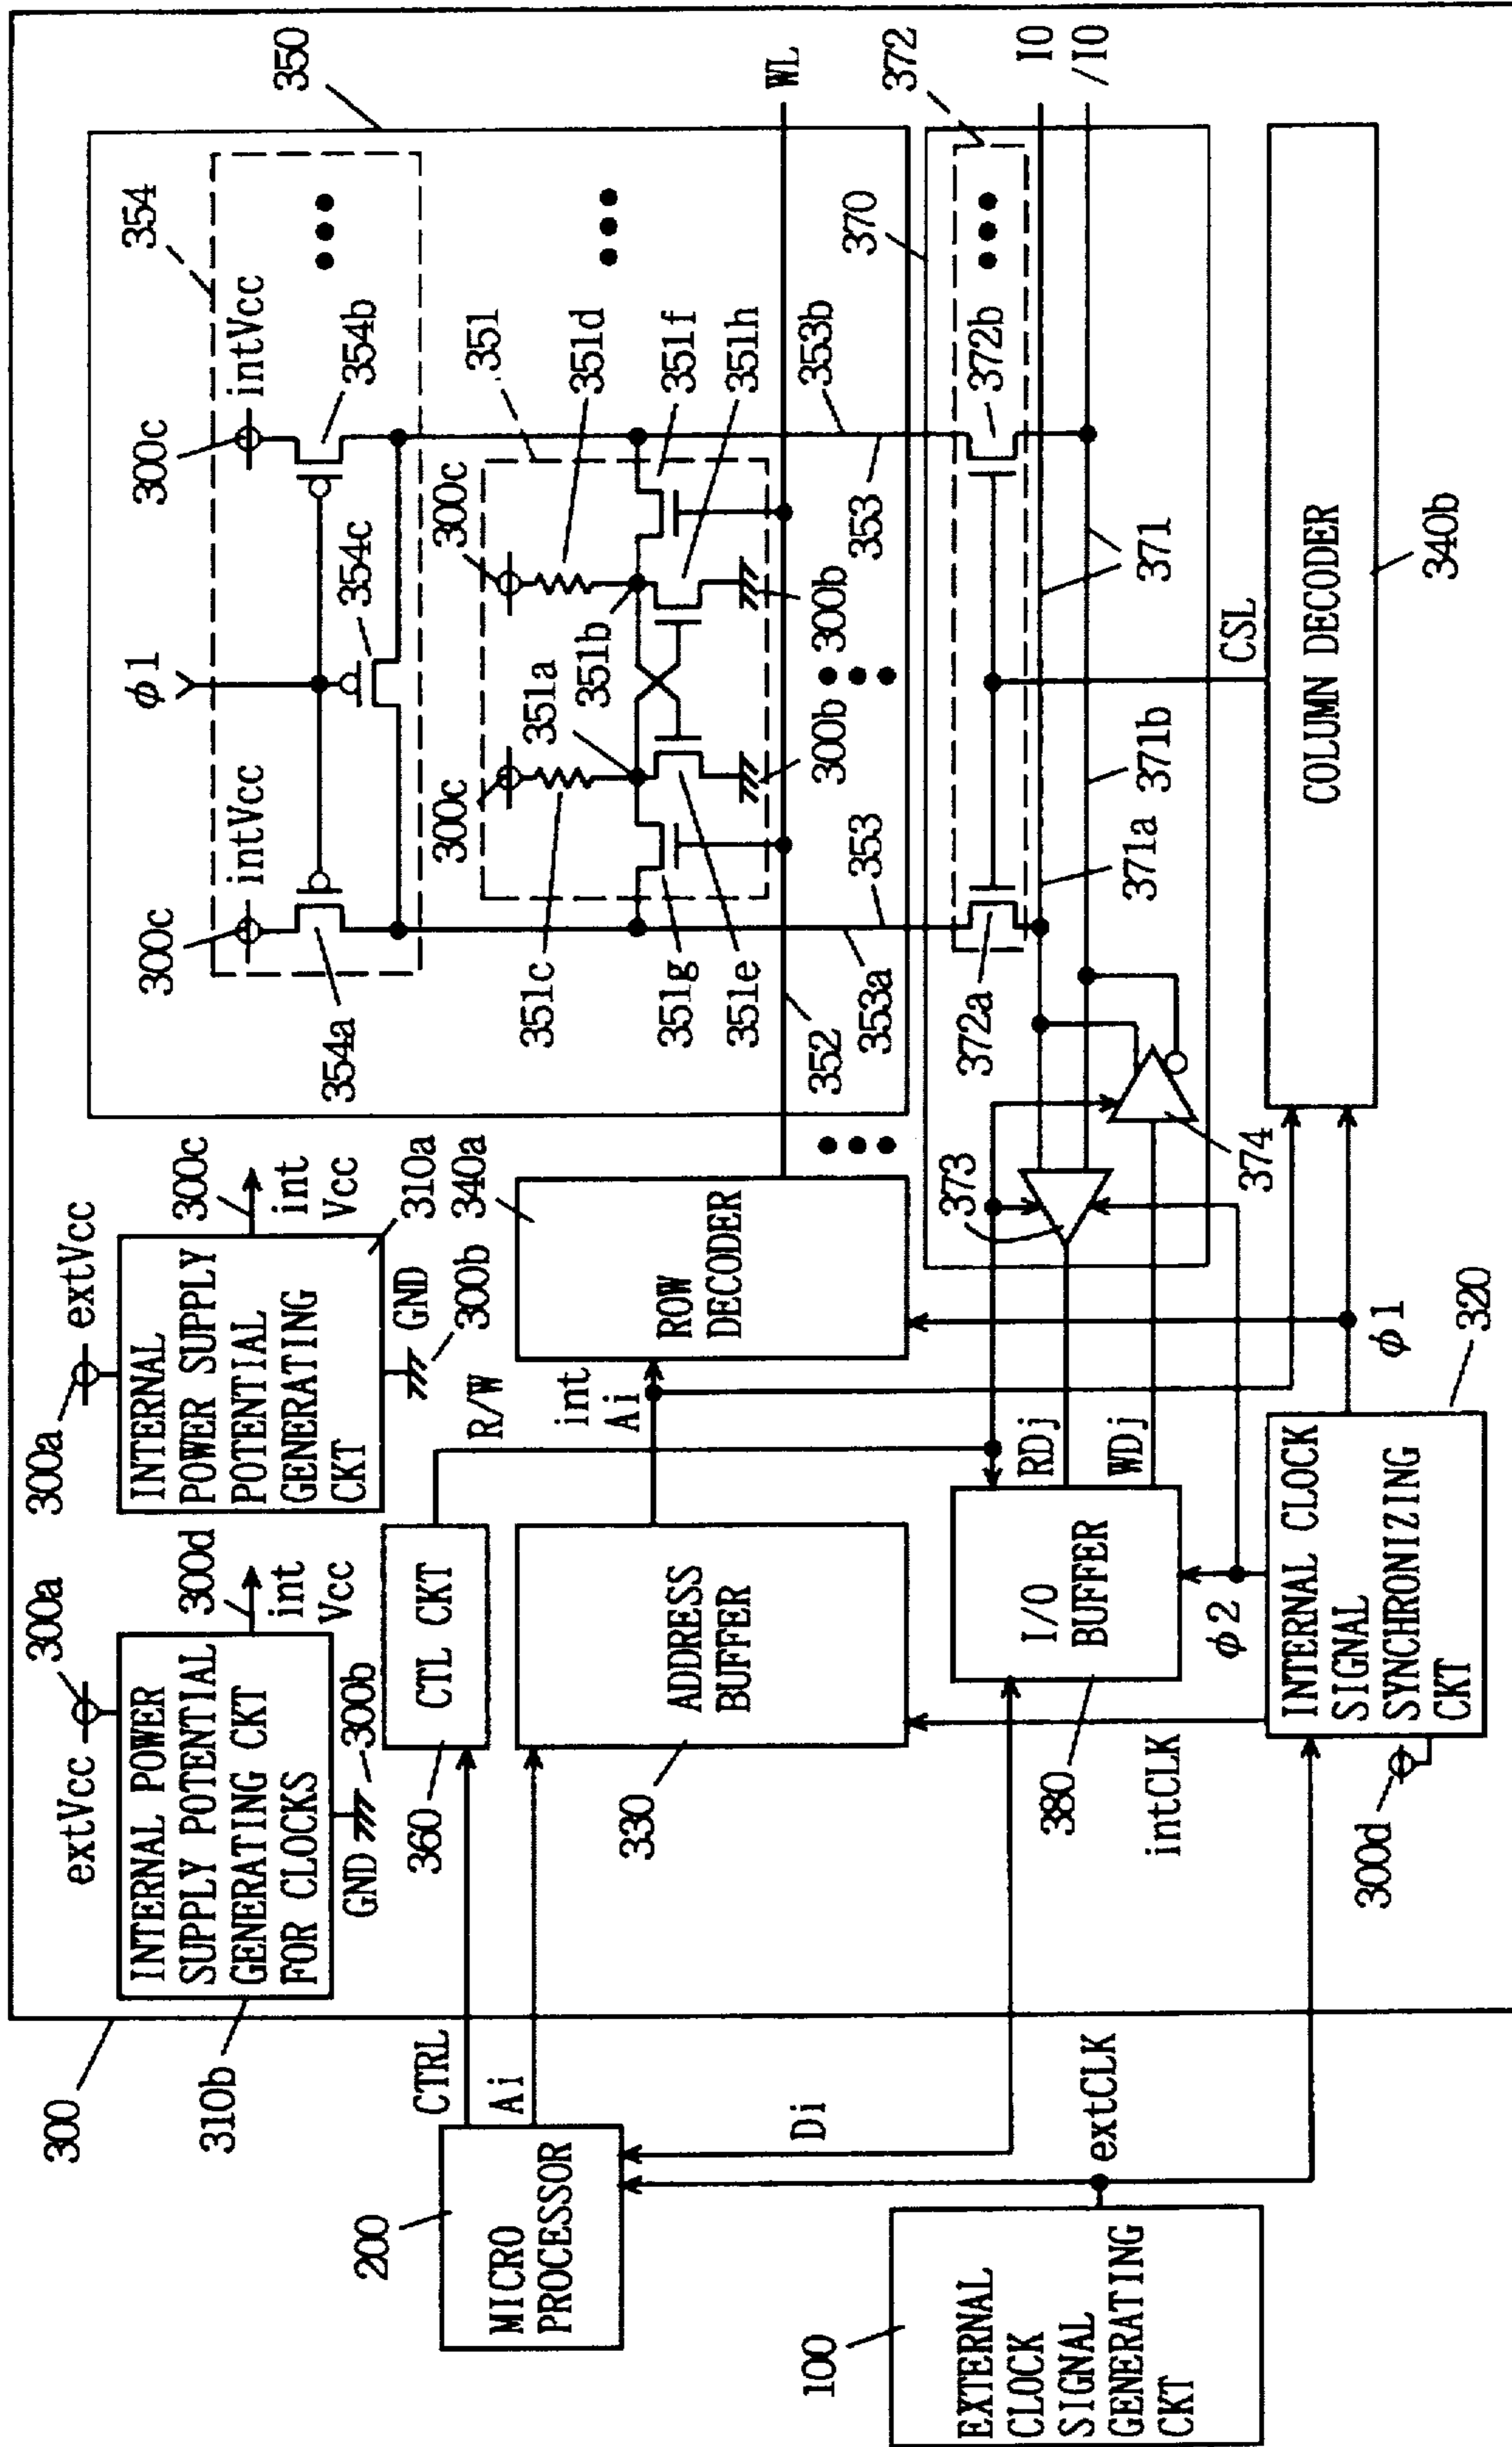 300
300a
extVcc
INTERNAL POWER
SUPPLY POTENTIAL
GENERATING CKT
FOR CLOCKS
310b
300d
int
Vcc
GND
300b
300a
extVcc
INTERNAL
POWER SUPPLY
POTENTIAL
GENERATING
CKT
300c
int
Vcc
310a
GND
300b
340a
CTRL
Ai
360
CTL CKT
R/W
330
ADDRESS
BUFFER
int
Ai
ROW
DECODER
200
MICRO
PROCESSOR
Di
extCLK
100
EXTERNAL
CLOCK
SIGNAL
GENERATING
CKT
380
I/O
BUFFER
RDj
WDj
intCLK
φ2
300d
INTERNAL CLOCK
SIGNAL
SYNCHRONIZING
CKT
320
φ1
350
354
300c
intVcc
354a
φ1
354c
300c
intVcc
354b
351
300c
351c
351a
300c
351d
351b
351f
351h
351g
351e
300b
300b
WL
352
353a
353
353
353b
370
372
372a
372b
IO
/IO
373
374
371a
371b
371
CSL
COLUMN DECODER
340b